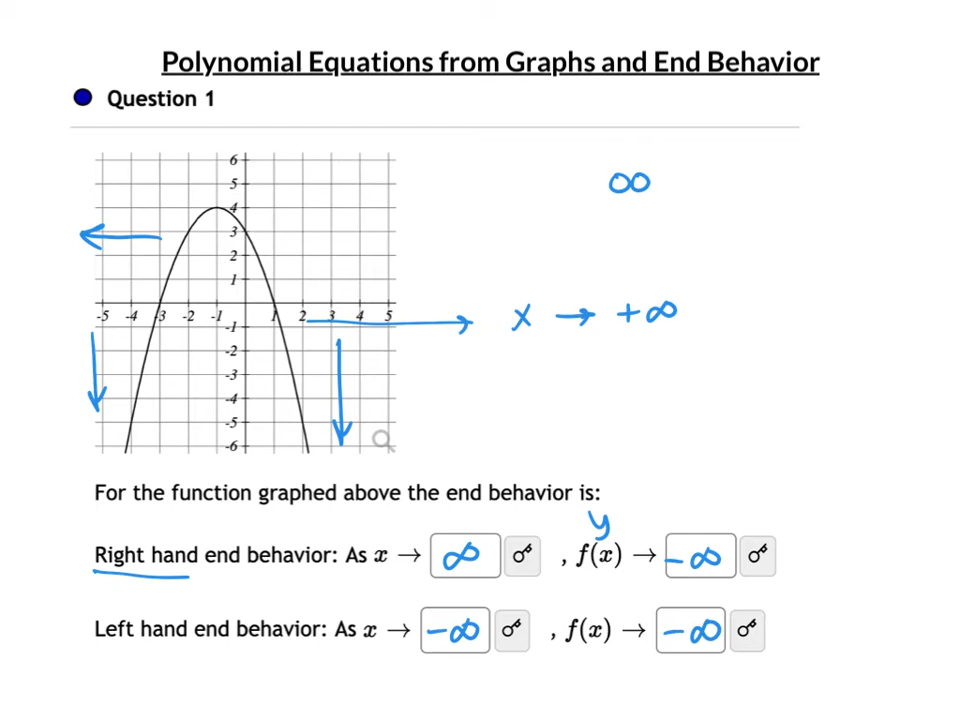 Polynomial Equations from Graphs and End Behavior
Question 1
∞
6
5
4
3
2
1
-5 -4 -3 -2 -1 1 2 3 4 5
x → +∞
-1
-2
-3
-4
-5
-6
For the function graphed above the end behavior is:
y
Right hand end behavior: As x → ∞ , f(x) → -∞
Left hand end behavior: As x → -∞ , f(x) → -∞